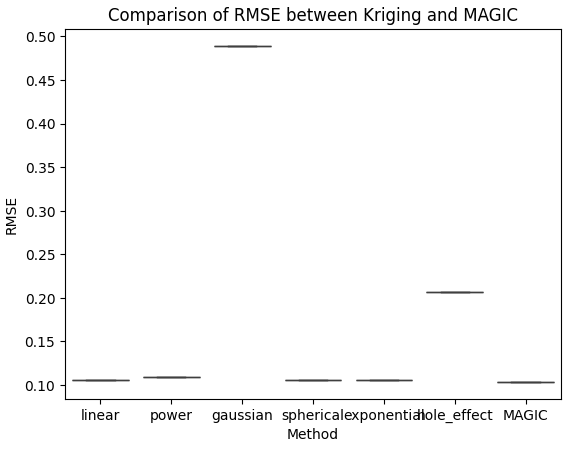 Comparison of RMSE between Kriging and MAGIC
0.50
0.45
0.40
0.35
0.30
0.25
0.20
0.15
0.10
RMSE
linear power gaussian spherical exponential hole_effect MAGIC
Method